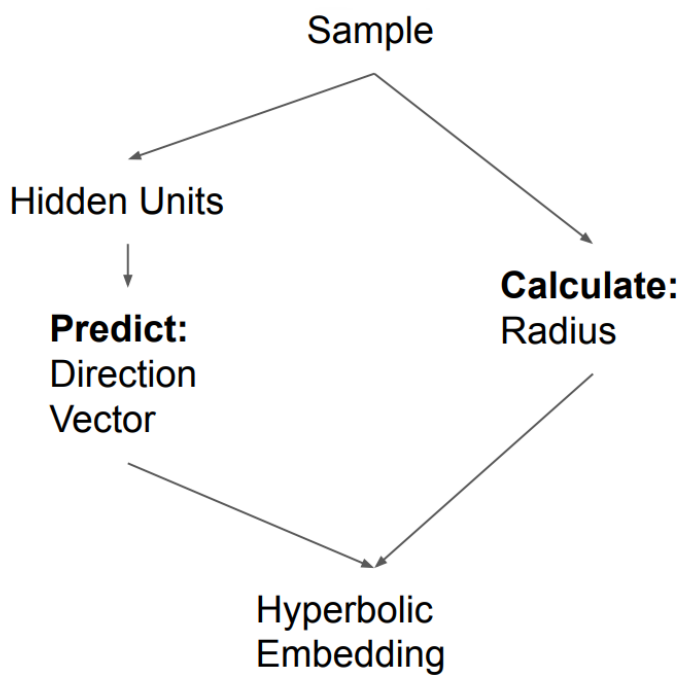 Sample
Hidden Units
Predict:
Direction
Vector
Calculate:
Radius
Hyperbolic
Embedding